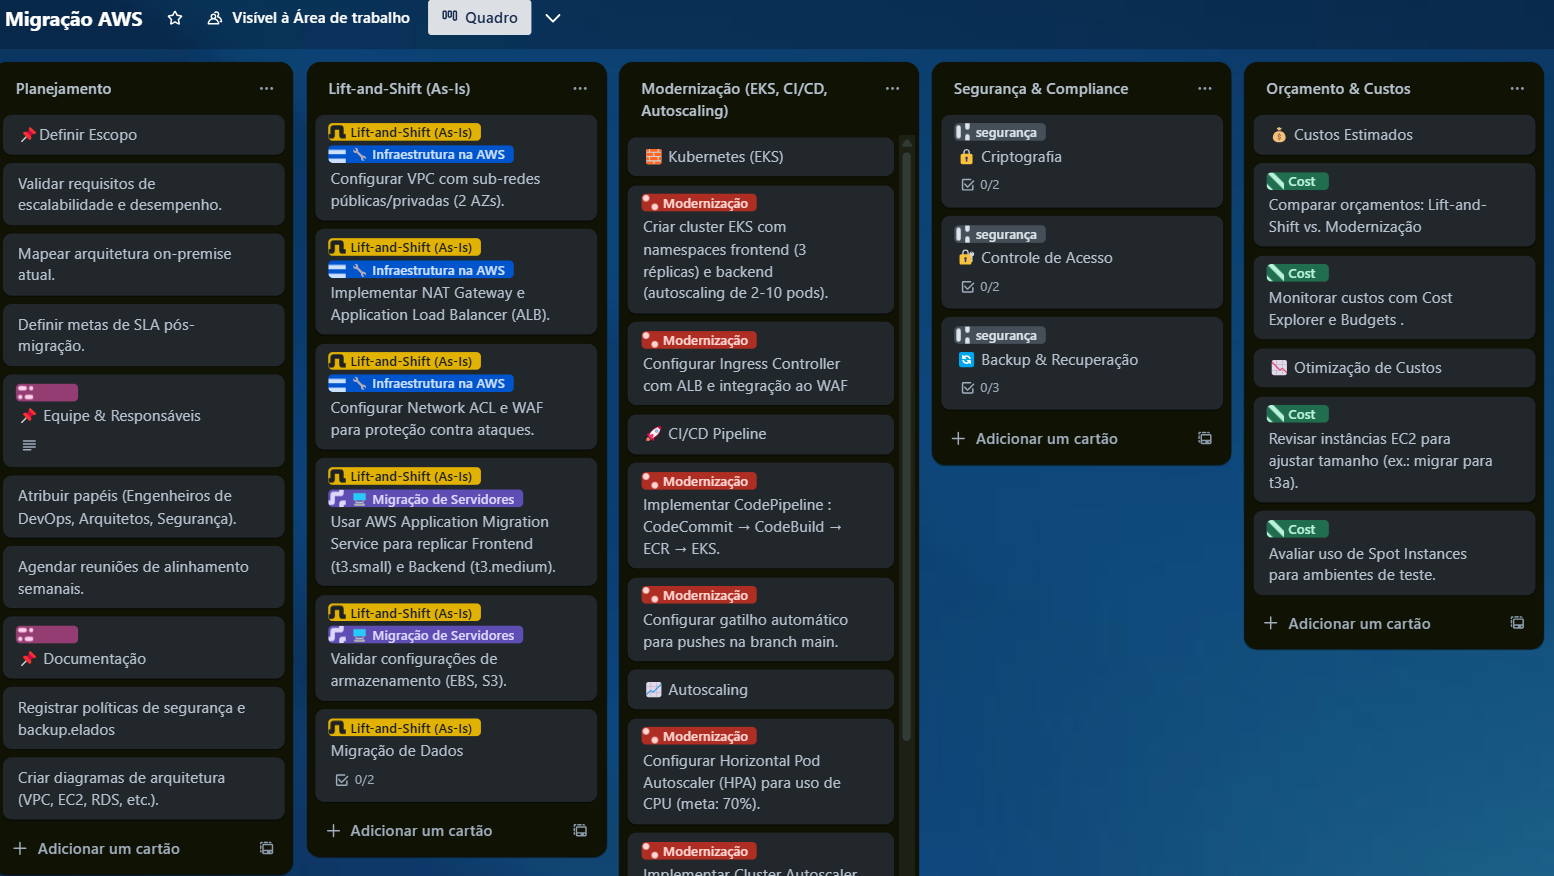 Migração AWS
Visível à Área de trabalho
Quadro
Planejamento
Definir Escopo
Validar requisitos de
escalabilidade e desempenho.
Mapear arquitetura on-premise
atual.
Definir metas de SLA pós-
migração.
Equipe & Responsáveis
Atribuir papéis (Engenheiros de
DevOps, Arquitetos, Segurança).
Agendar reuniões de alinhamento
semanais.
Documentação
Registrar políticas de segurança e
backup.elados
Criar diagramas de arquitetura
(VPC, EC2, RDS, etc.).
Adicionar um cartão
Lift-and-Shift (As-Is)
Lift-and-Shift (As-Is)
Infraestrutura na AWS
Configurar VPC com sub-redes
públicas/privadas (2 AZs).
Lift-and-Shift (As-Is)
Infraestrutura na AWS
Implementar NAT Gateway e
Application Load Balancer (ALB).
Lift-and-Shift (As-Is)
Infraestrutura na AWS
Configurar Network ACL e WAF
para proteção contra ataques.
Lift-and-Shift (As-Is)
Migração de Servidores
Usar AWS Application Migration
Service para replicar Frontend
(t3.small) e Backend (t3.medium).
Lift-and-Shift (As-Is)
Migração de Servidores
Validar configurações de
armazenamento (EBS, S3).
Lift-and-Shift (As-Is)
Migração de Dados
0/2
Adicionar um cartão
Modernização (EKS, CI/CD,
Autoscaling)
Kubernetes (EKS)
Modernização
Criar cluster EKS com
namespaces frontend (3
réplicas) e backend
(autoscaling de 2-10 pods).
Modernização
Configurar Ingress Controller
com ALB e integração ao WAF
CI/CD Pipeline
Modernização
Implementar CodePipeline :
CodeCommit → CodeBuild →
ECR → EKS.
Modernização
Configurar gatilho automático
para pushes na branch main.
Autoscaling
Modernização
Configurar Horizontal Pod
Autoscaler (HPA) para uso de
CPU (meta: 70%).
Modernização
Implementar Cluster Autoscaler
Segurança & Compliance
segurança
Criptografia
0/2
segurança
Controle de Acesso
0/2
segurança
Backup & Recuperação
0/3
Adicionar um cartão
Orçamento & Custos
Custos Estimados
Cost
Comparar orçamentos: Lift-and-
Shift vs. Modernização
Cost
Monitorar custos com Cost
Explorer e Budgets .
Otimização de Custos
Cost
Revisar instâncias EC2 para
ajustar tamanho (ex.: migrar para
t3a).
Cost
Avaliar uso de Spot Instances
para ambientes de teste.
Adicionar um cartão